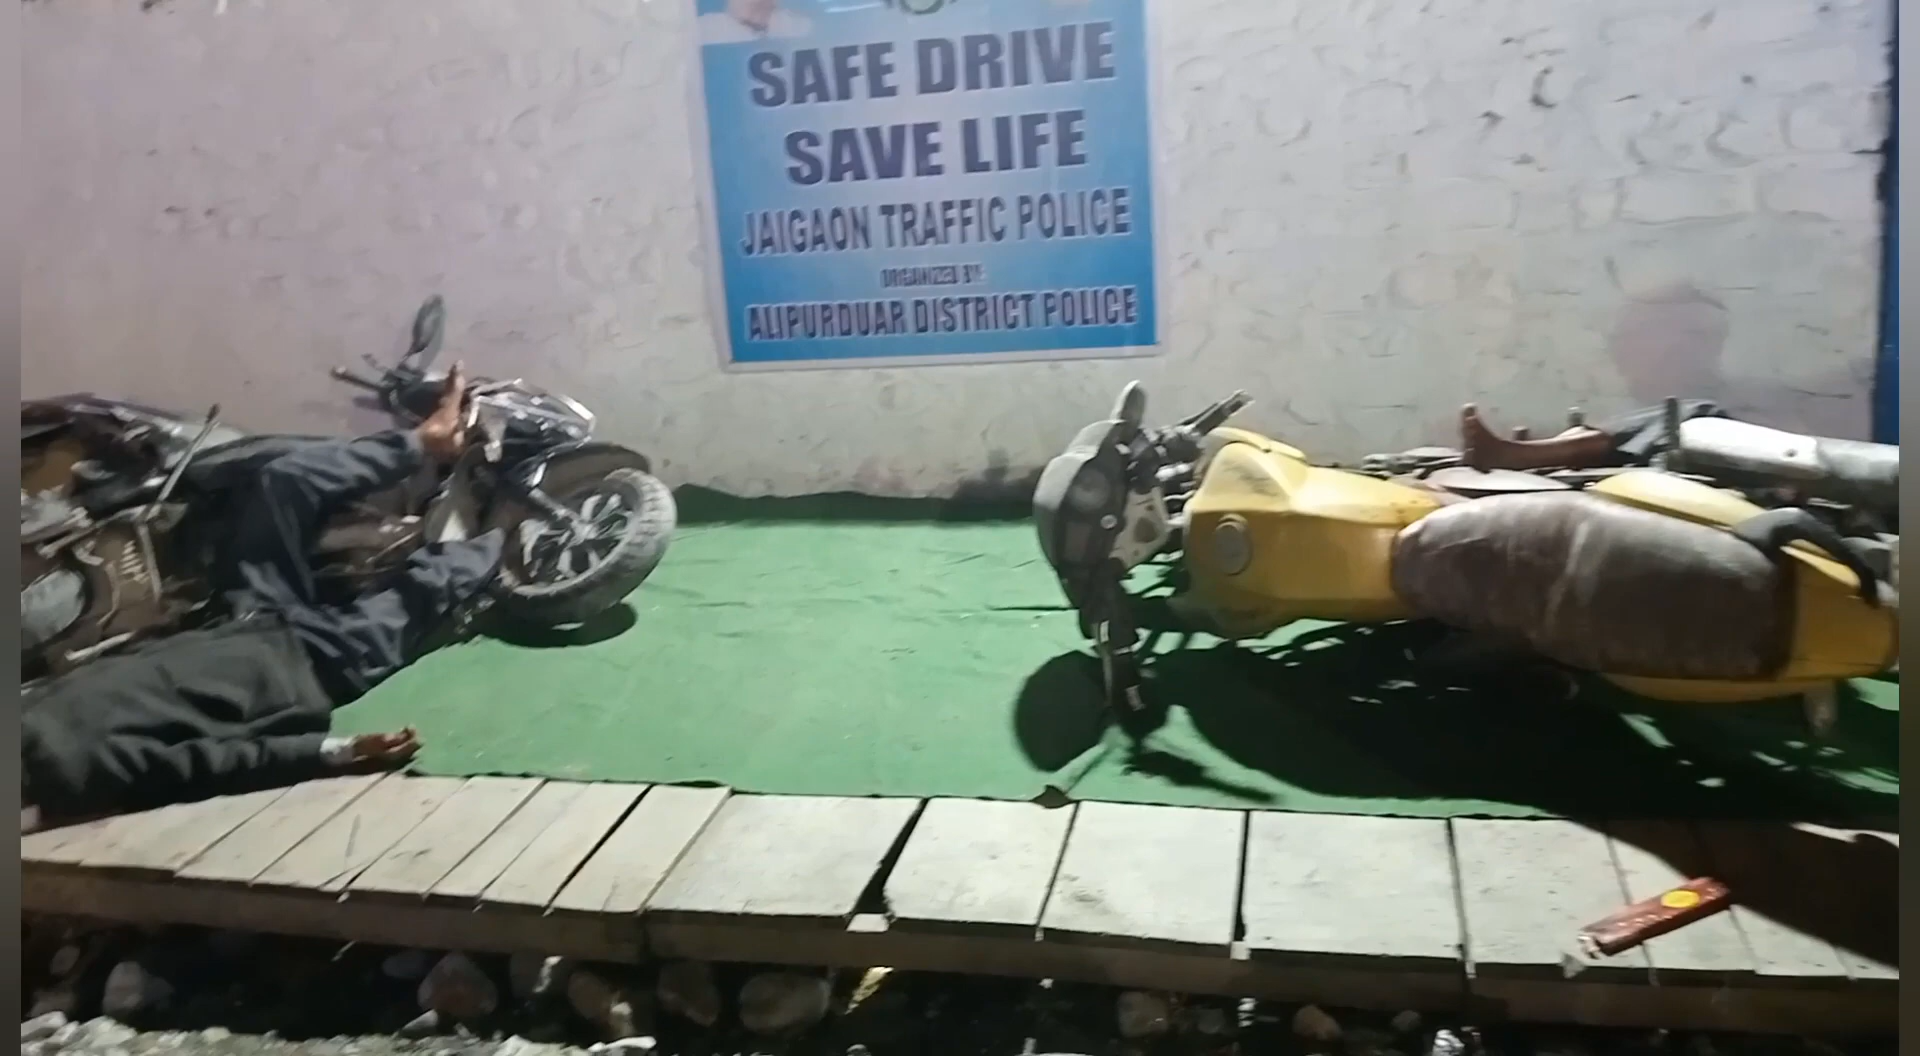 SAFE DRIVE
SAVE LIFE
JAIGAON TRAFFIC POLICE
ORGANIZED BY:
ALIPURDUAR DISTRICT POLICE